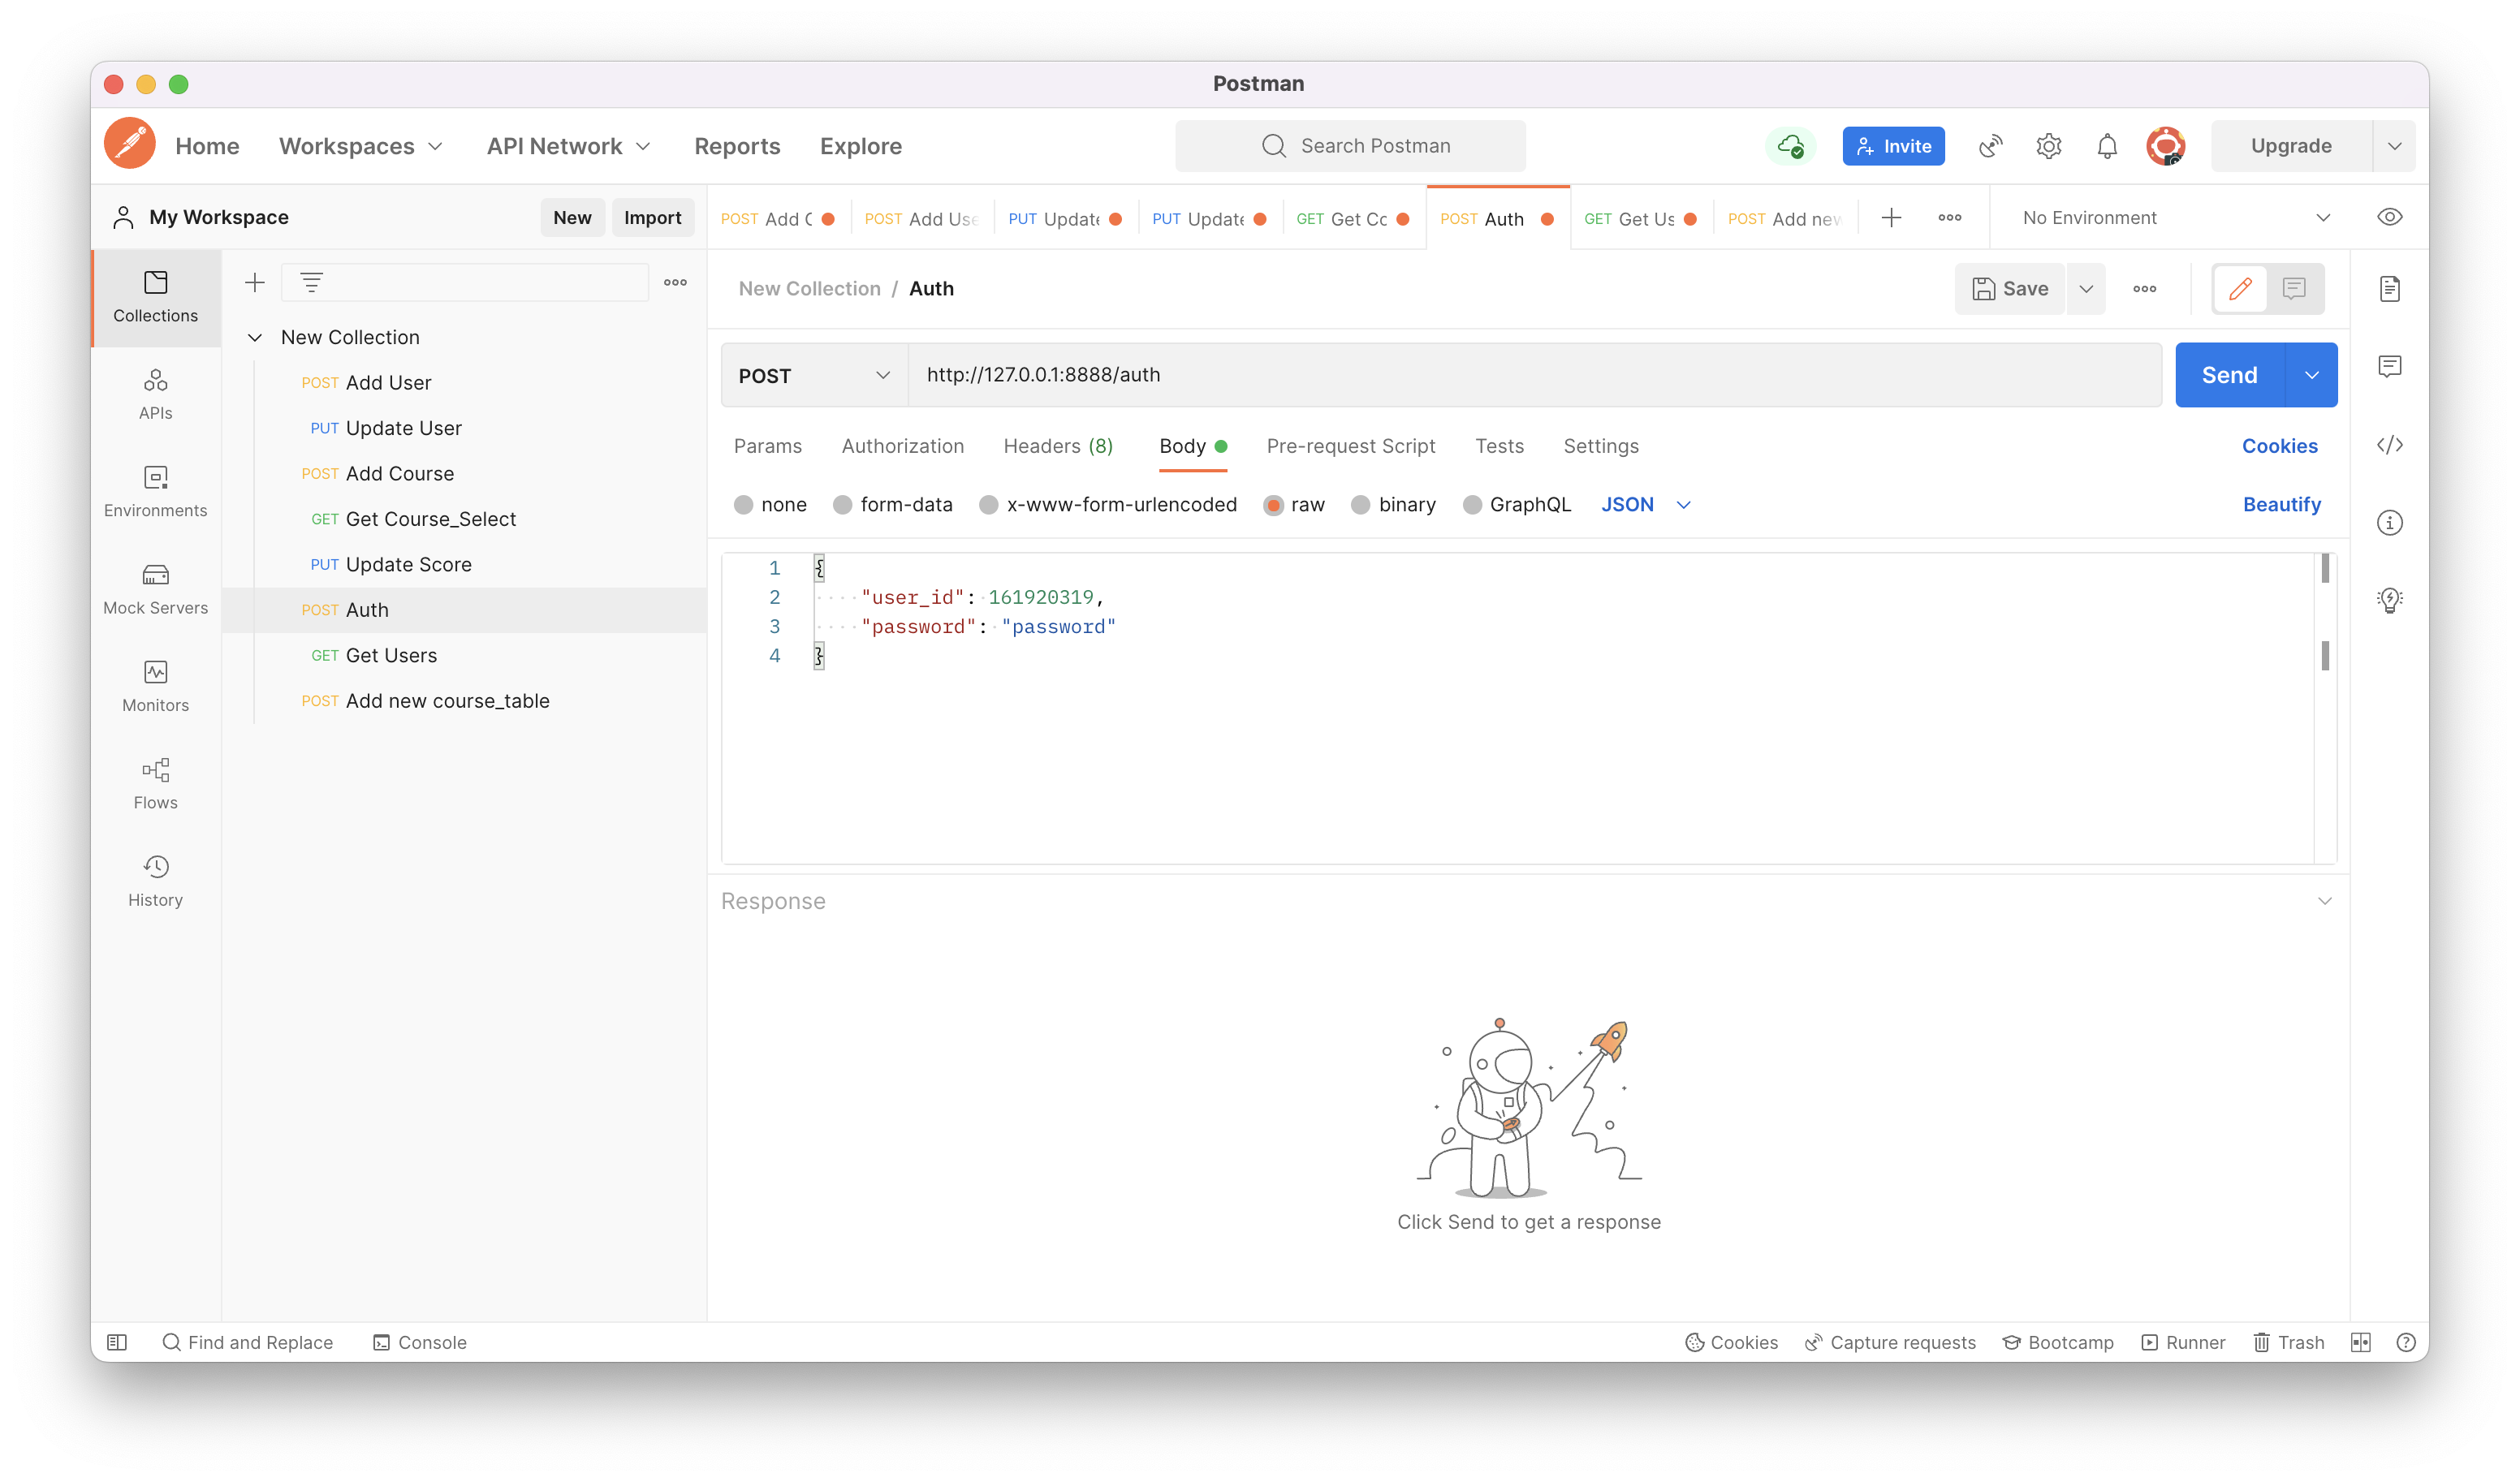 Postman
Home Workspaces API Network Reports Explore Search Postman Invite Upgrade
My Workspace New Import
POST Add C POST Add Use PUT Update PUT Update GET Get Co POST Auth GET Get Us POST Add new No Environment
Collections
APIs
Environments
Mock Servers
Monitors
Flows
History
New Collection
POST Add User
PUT Update User
POST Add Course
GET Get Course_Select
PUT Update Score
POST Auth
GET Get Users
POST Add new course_table
New Collection / Auth Save
POST http://127.0.0.1:8888/auth Send
Params Authorization Headers (8) Body Pre-request Script Tests Settings Cookies
none form-data x-www-form-urlencoded raw binary GraphQL JSON Beautify
1 {
2 "user_id": 161920319,
3 "password": "password"
4 }
Response
Click Send to get a response
Find and Replace Console Cookies Capture requests Bootcamp Runner Trash